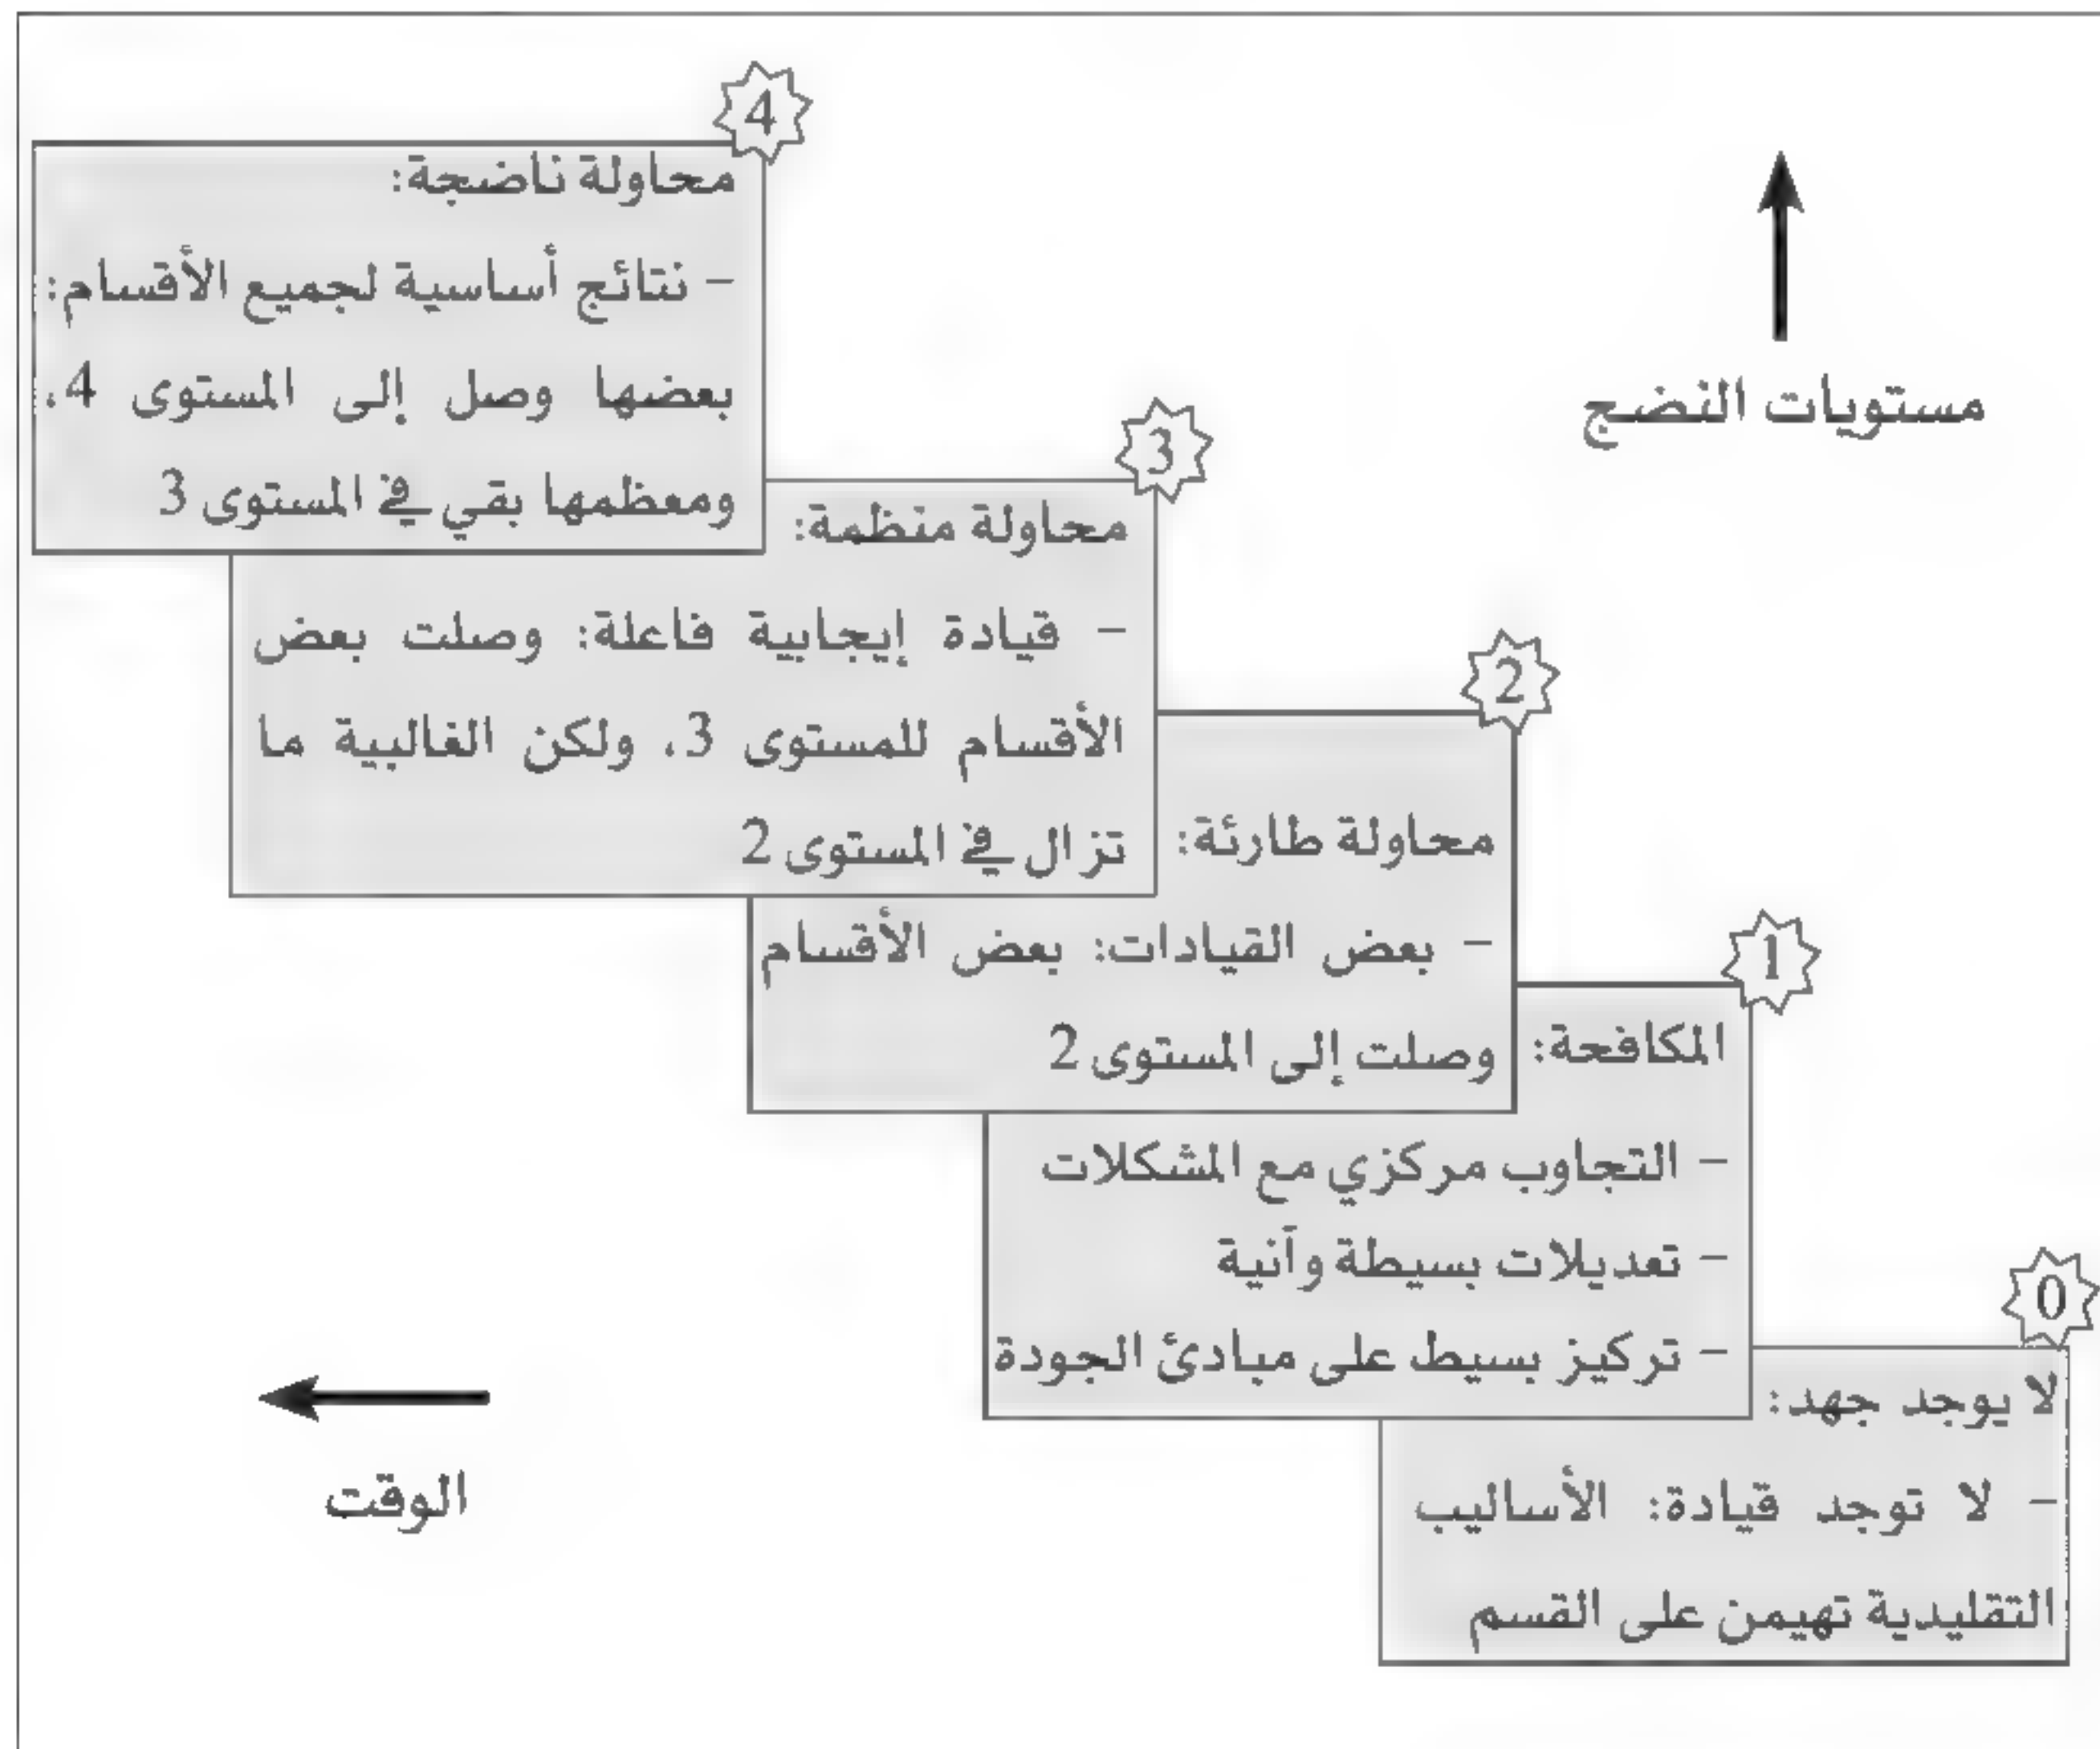 4
محاولة ناضجة:
– نتائج أساسية لجميع الأقسام:
بعضها وصل إلى المستوى 4،
ومعظمها بقي في المستوى 3
مستويات النضج
3
محاولة منظمة:
– قيادة إيجابية فاعلة: وصلت بعض
الأقسام للمستوى 3، ولكن الغالبية ما
تزال في المستوى 2
2
محاولة طارئة:
– بعض القيادات: بعض الأقسام
وصلت إلى المستوى 2
1
المكافحة:
– التجاوب مركزي مع المشكلات
– تعديلات بسيطة وآنية
– تركيز بسيط على مبادئ الجودة
0
لا يوجد جهد:
– لا توجد قيادة: الأساليب
التقليدية تهيمن على القسم
الوقت